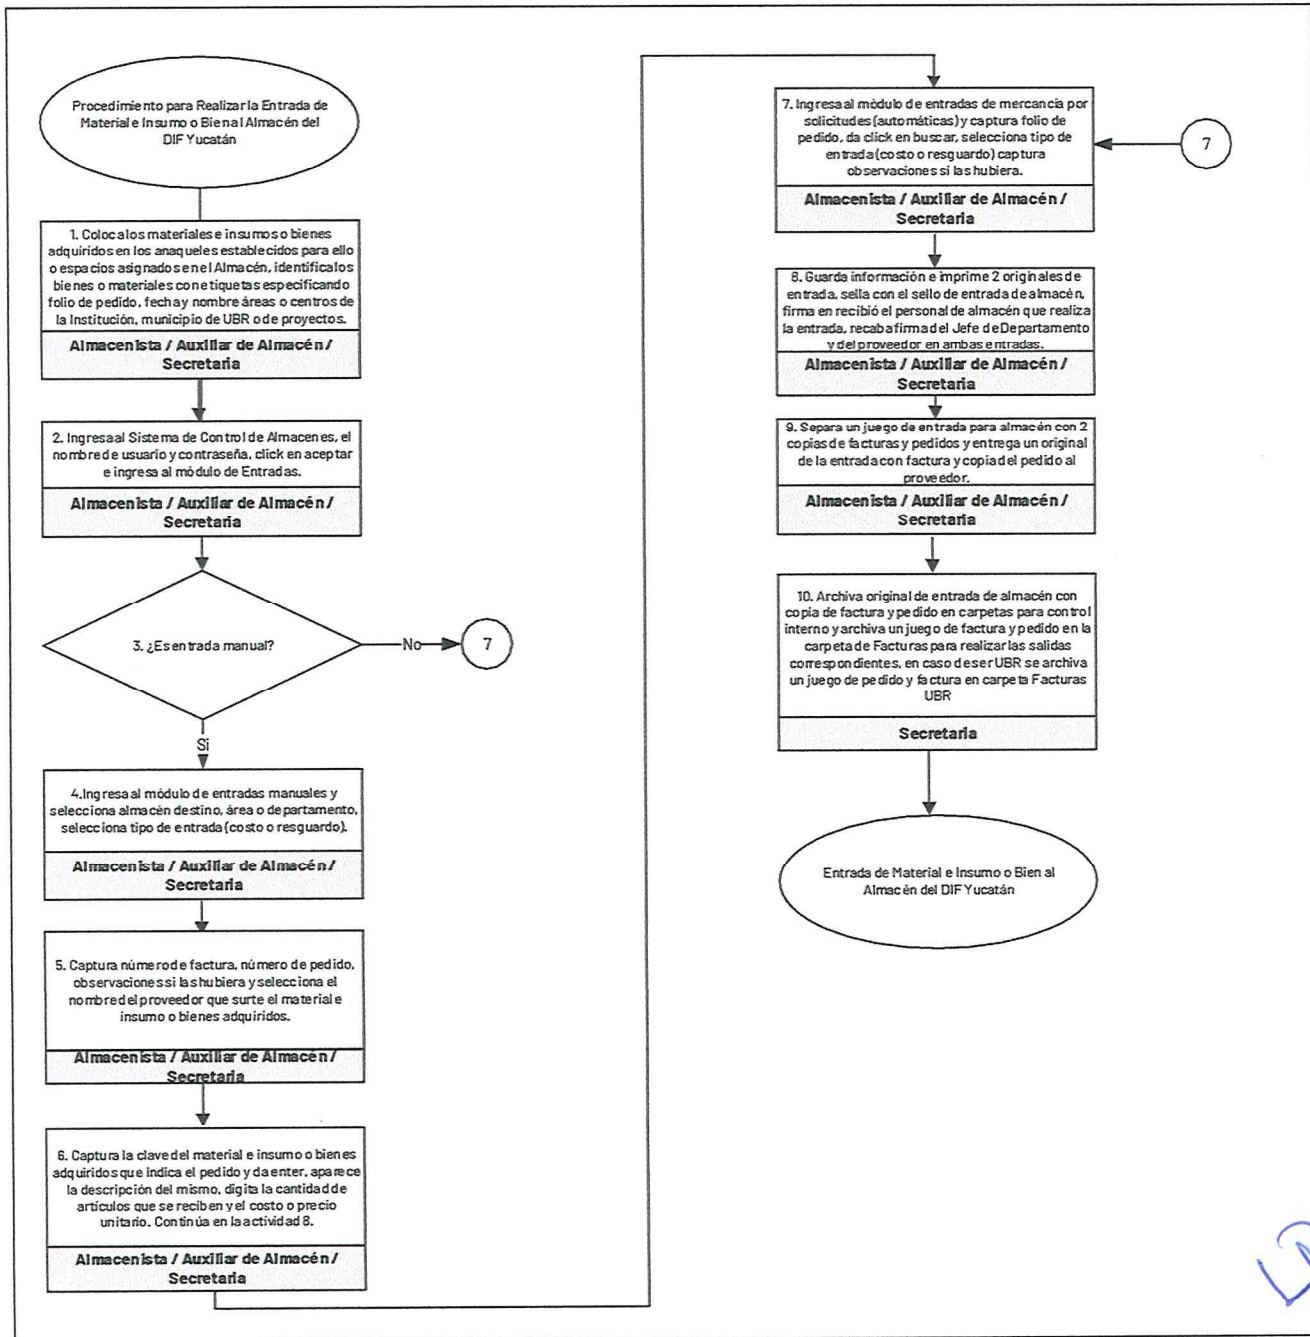 Procedimiento para Realizar la Entrada de
Material e Insumo o Bien al Almacén del
DIF Yucatán
1. Coloca los materiales e insumos o bienes
adquiridos en los anaqueles establecidos para ello
o espacios asignados en el Almacén, identifica los
bienes o materiales con etiquetas especificando
folio de pedido, fecha y nombre áreas o centros de
la Institución, municipio de UBR o de proyectos.
Almacenista / Auxiliar de Almacén /
Secretaria
2. Ingresa al Sistema de Control de Almacenes, el
nombre de usuario y contraseña, click en aceptar
e ingresa al módulo de Entradas.
Almacenista / Auxiliar de Almacén /
Secretaria
3. ¿Es entrada manual?
No
7
Si
4.Ingresa al módulo de entradas manuales y
selecciona almacén destino, área o departamento,
selecciona tipo de entrada (costo o resguardo).
Almacenista / Auxiliar de Almacén /
Secretaria
5. Captura número de factura, número de pedido,
observaciones si las hubiera y selecciona el
nombre del proveedor que surte el material e
insumo o bienes adquiridos.
Almacenista / Auxiliar de Almacén /
Secretaria
6. Captura la clave del material e insumo o bienes
adquiridos que indica el pedido y da enter, aparece
la descripción del mismo, digita la cantidad de
artículos que se reciben y el costo o precio
unitario. Continúa en la actividad 8.
Almacenista / Auxiliar de Almacén /
Secretaria
7. Ingresa al módulo de entradas de mercancía por
solicitudes (automáticas) y captura folio de
pedido, da click en buscar, selecciona tipo de
entrada (costo o resguardo) captura
observaciones si las hubiera.
Almacenista / Auxiliar de Almacén /
Secretaria
7
8. Guarda información e imprime 2 originales de
entrada, sella con el sello de entrada de almacén,
firma en recibió el personal de almacén que realiza
la entrada, recaba firma del Jefe de Departamento
y del proveedor en ambas entradas.
Almacenista / Auxiliar de Almacén /
Secretaria
9. Separa un juego de entrada para almacén con 2
copias de facturas y pedidos y entrega un original
de la entrada con factura y copia del pedido al
proveedor.
Almacenista / Auxiliar de Almacén /
Secretaria
10. Archiva original de entrada de almacén con
copia de factura y pedido en carpetas para control
interno y archiva un juego de factura y pedido en la
carpeta de Facturas para realizar las salidas
correspondientes, en caso de ser UBR se archiva
un juego de pedido y factura en carpeta Facturas
UBR
Secretaria
Entrada de Material e Insumo o Bien al
Almacén del DIF Yucatán